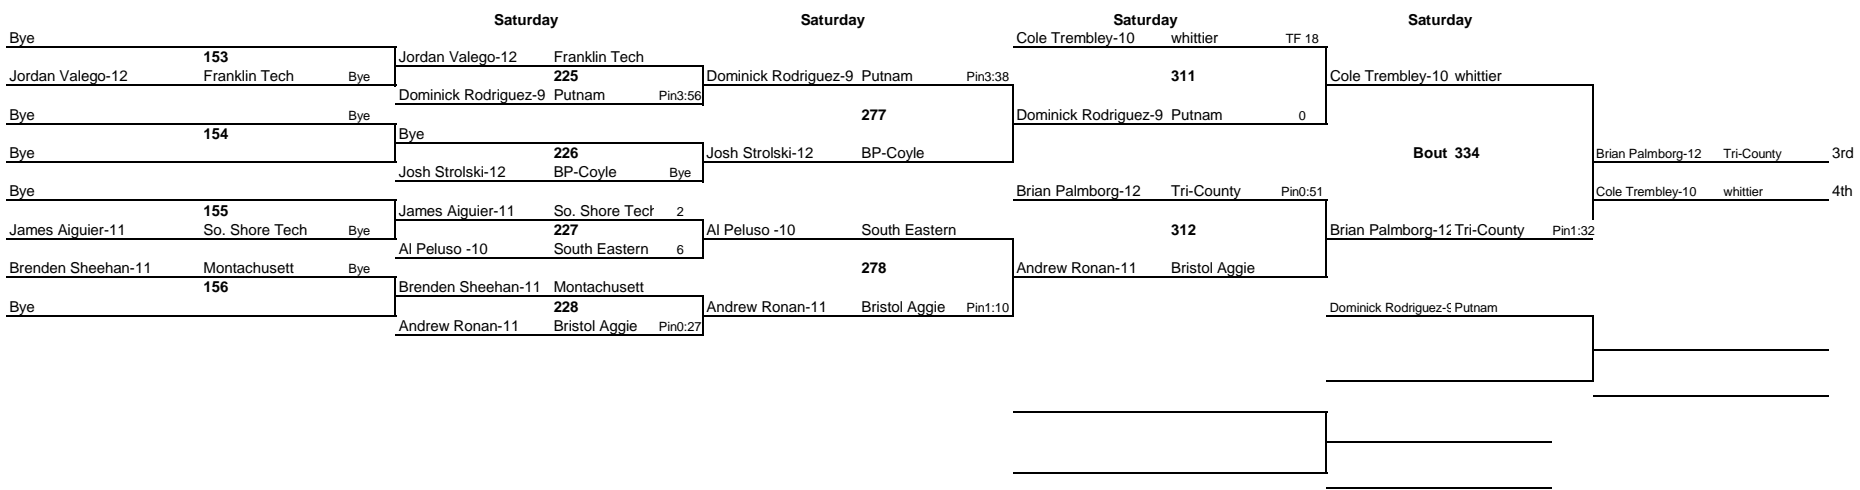 Saturday Saturday Saturday Saturday
Bye Cole Trembley-10 whittier TF 18
153 Jordan Valego-12 Franklin Tech
Jordan Valego-12 Franklin Tech Bye 225 Dominick Rodriguez-9 Putnam Pin3:38 311 Cole Trembley-10 whittier
Dominick Rodriguez-9 Putnam Pin3:56
Bye Bye 277 Dominick Rodriguez-9 Putnam 0
154 Bye
Bye 226 Josh Strolski-12 BP-Coyle Bout 334 Brian Palmborg-12 Tri-County 3rd
Josh Strolski-12 BP-Coyle Bye
Bye Brian Palmborg-12 Tri-County Pin0:51 Cole Trembley-10 whittier 4th
155 James Aiguier-11 So. Shore Tech 2
James Aiguier-11 So. Shore Tech Bye 227 Al Peluso -10 South Eastern 312 Brian Palmborg-12 Tri-County Pin1:32
Al Peluso -10 South Eastern 6
Brenden Sheehan-11 Montachusett Bye 278 Andrew Ronan-11 Bristol Aggie
156 Brenden Sheehan-11 Montachusett
Bye 228 Andrew Ronan-11 Bristol Aggie Pin1:10 Dominick Rodriguez-9 Putnam
Andrew Ronan-11 Bristol Aggie Pin0:27